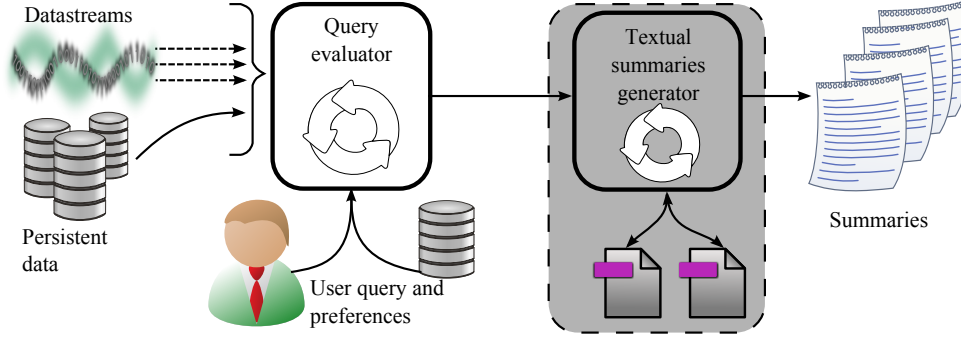 Datastreams
Persistent
data
Query
evaluator
User query and
preferences
Textual
summaries
generator
Summaries